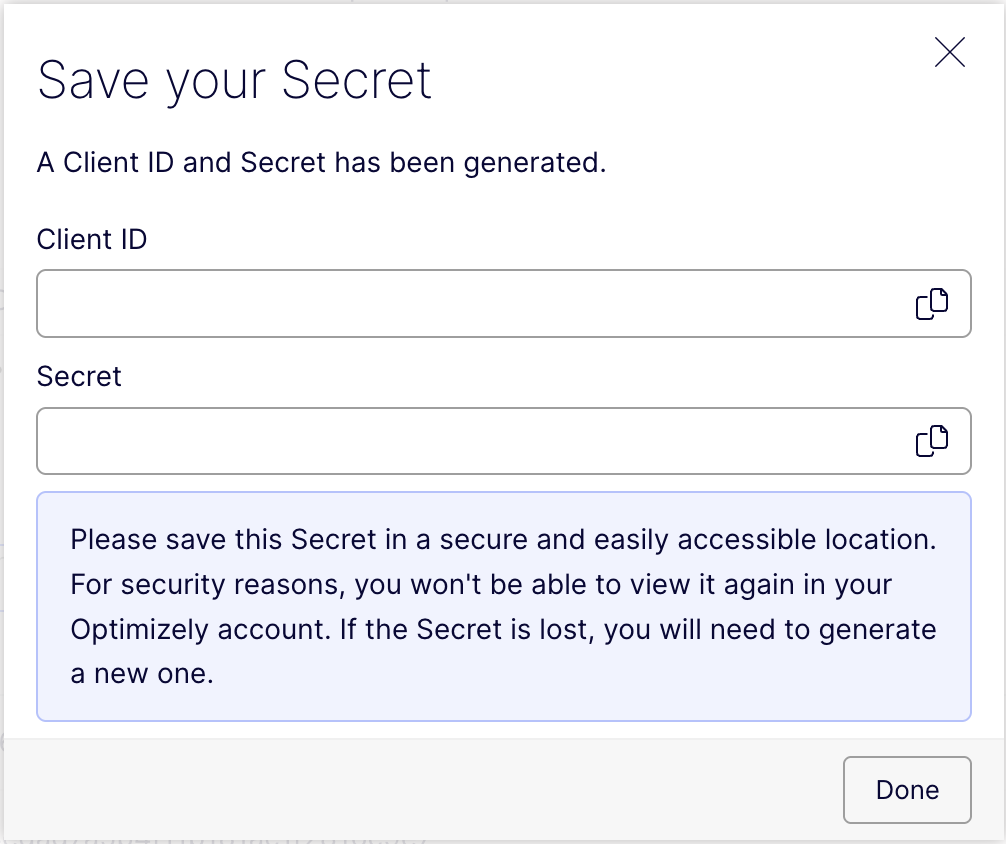 Save your Secret
A Client ID and Secret has been generated.
Client ID
Secret
Please save this Secret in a secure and easily accessible location.
For security reasons, you won't be able to view it again in your
Optimizely account. If the Secret is lost, you will need to generate
a new one.
Done